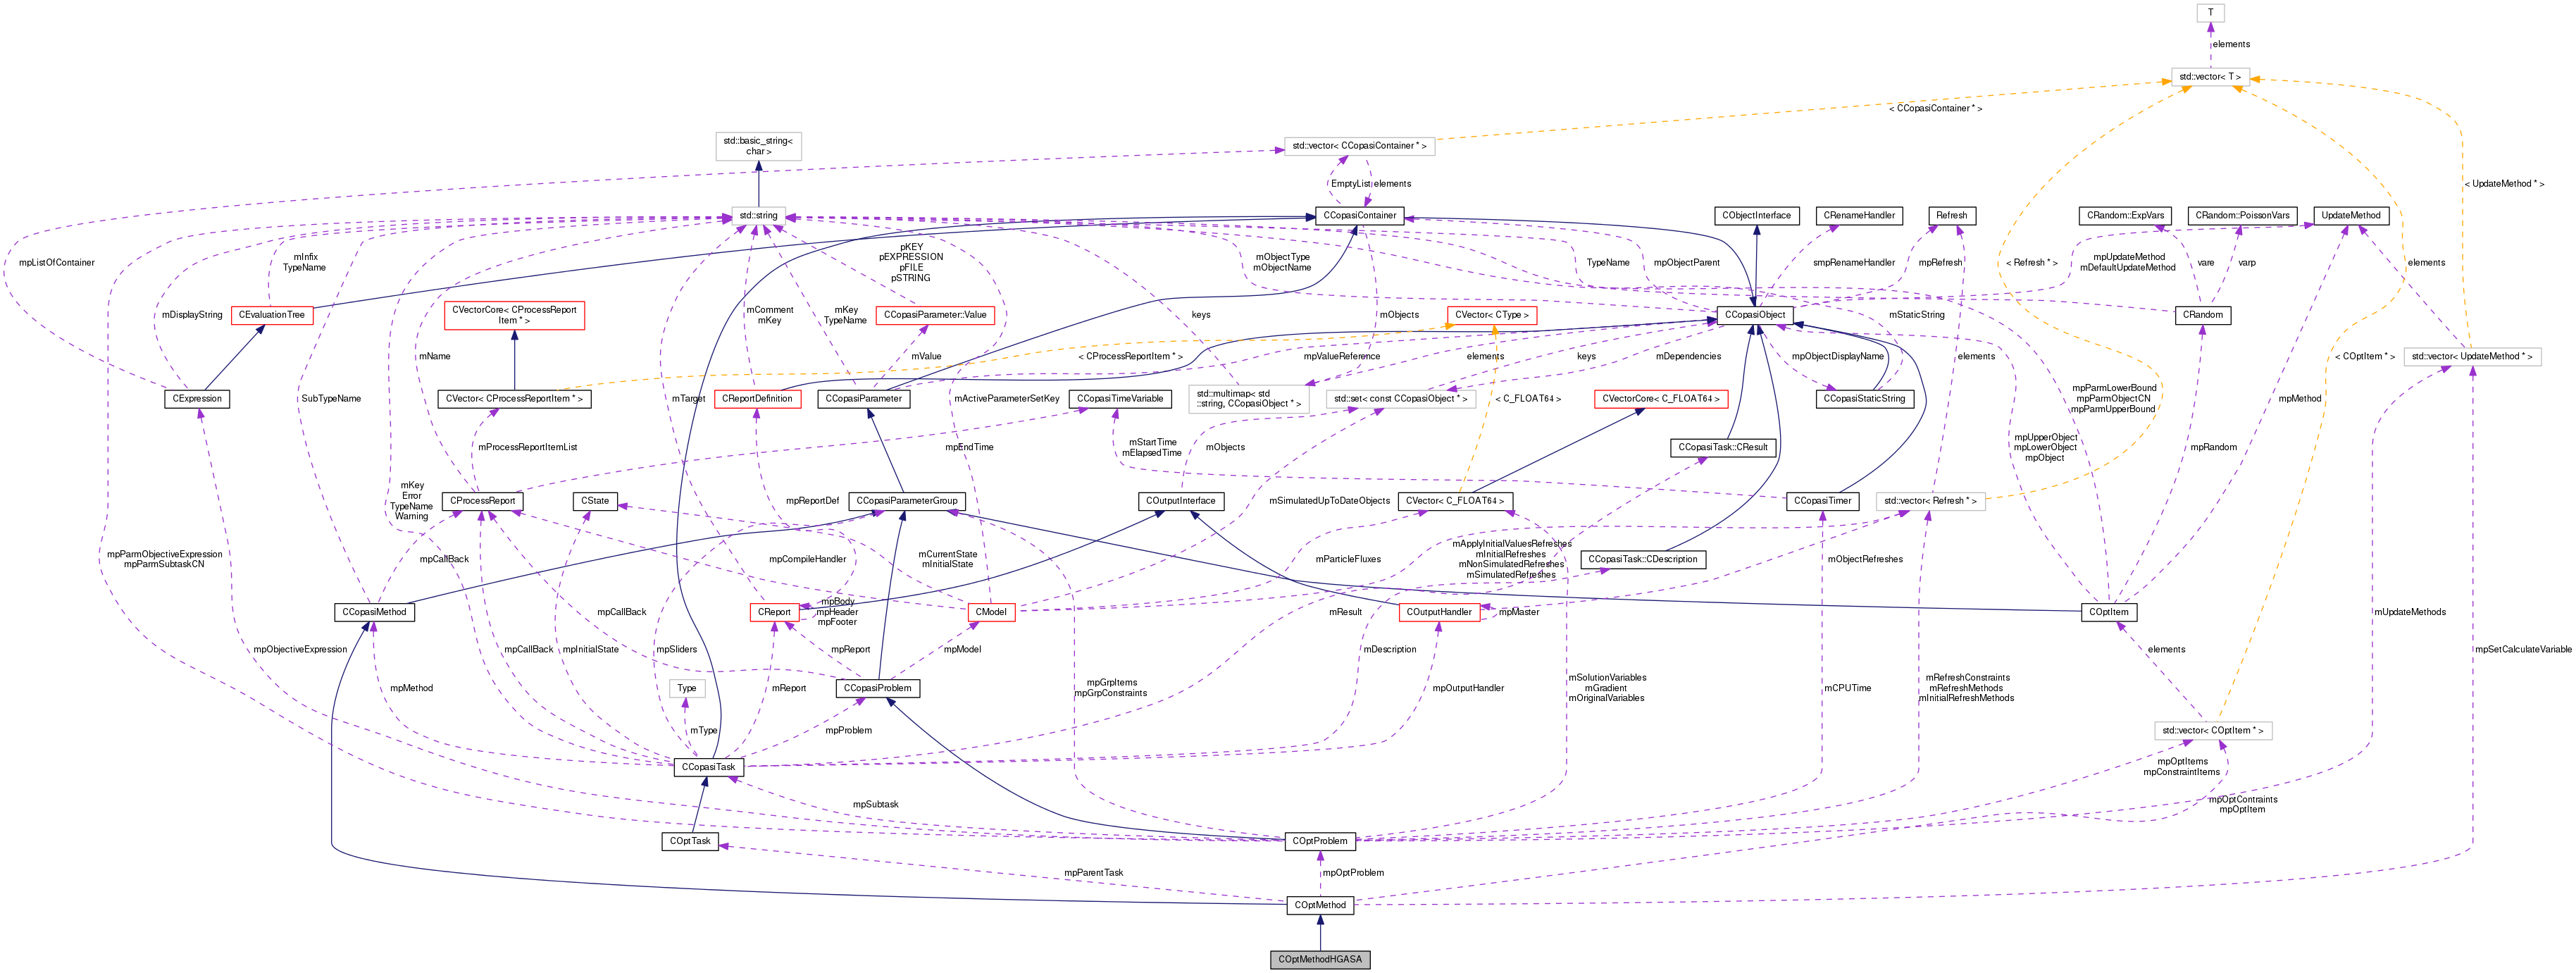 T
elements
std::vector< T >
< CCopasiContainer * >
std::basic_string<
char >
std::vector< CCopasiContainer * >
EmptyList
elements
< UpdateMethod * >
std::string
CCopasiContainer
CObjectInterface
CRenameHandler
Refresh
CRandom::ExpVars
CRandom::PoissonVars
UpdateMethod
mpListOfContainer
mInfix
TypeName
pKEY
pEXPRESSION
pFILE
pSTRING
mObjectType
mObjectName
TypeName
mpObjectParent
smpRenameHandler
mpRefresh
< Refresh * >
mpUpdateMethod
mDefaultUpdateMethod
vare
varp
elements
mDisplayString
CEvaluationTree
CVectorCore< CProcessReport
Item * >
mComment
mKey
mKey
TypeName
CCopasiParameter::Value
keys
mObjects
CVector< CType >
CCopasiObject
mStaticString
CRandom
mName
< CProcessReportItem * >
mValue
mpValueReference
elements
keys
mDependencies
mpObjectDisplayName
< COptItem * >
std::vector< UpdateMethod * >
SubTypeName
CExpression
CVector< CProcessReportItem * >
mTarget
CReportDefinition
CCopasiParameter
mActiveParameterSetKey
CCopasiTimeVariable
std::multimap< std
::string, CCopasiObject * >
std::set< const CCopasiObject * >
< C_FLOAT64 >
CVectorCore< C_FLOAT64 >
CCopasiStaticString
mpParmLowerBound
mpParmObjectCN
mpParmUpperBound
mpMethod
mProcessReportItemList
mpEndTime
mStartTime
mElapsedTime
mObjects
CCopasiTask::CResult
mpUpperObject
mpLowerObject
mpObject
mpRandom
elements
mKey
Error
TypeName
Warning
CProcessReport
CState
mpReportDef
CCopasiParameterGroup
COutputInterface
mSimulatedUpToDateObjects
CVector< C_FLOAT64 >
CCopasiTimer
std::vector< Refresh * >
mpParmObjectiveExpression
mpParmSubtaskCN
mpCallBack
mpCompileHandler
mCurrentState
mInitialState
mParticleFluxes
mApplyInitialValuesRefreshes
mInitialRefreshes
mNonSimulatedRefreshes
mSimulatedRefreshes
CCopasiTask::CDescription
mObjectRefreshes
CCopasiMethod
mpCallBack
CReport
mpBody
mpHeader
mpFooter
CModel
mResult
COutputHandler
mpMaster
COptItem
mUpdateMethods
mpObjectiveExpression
mpCallBack
mpInitialState
mpSliders
mpReport
mpModel
mDescription
elements
mpSetCalculateVariable
mpMethod
Type
mReport
CCopasiProblem
mpGrpItems
mpGrpConstraints
mpOutputHandler
mSolutionVariables
mGradient
mOriginalVariables
mCPUTime
mRefreshConstraints
mRefreshMethods
mInitialRefreshMethods
mType
mpProblem
std::vector< COptItem * >
CCopasiTask
mpOptItems
mpConstraintItems
mpSubtask
mpOptContraints
mpOptItem
COptTask
COptProblem
mpParentTask
mpOptProblem
COptMethod
COptMethodHGASA